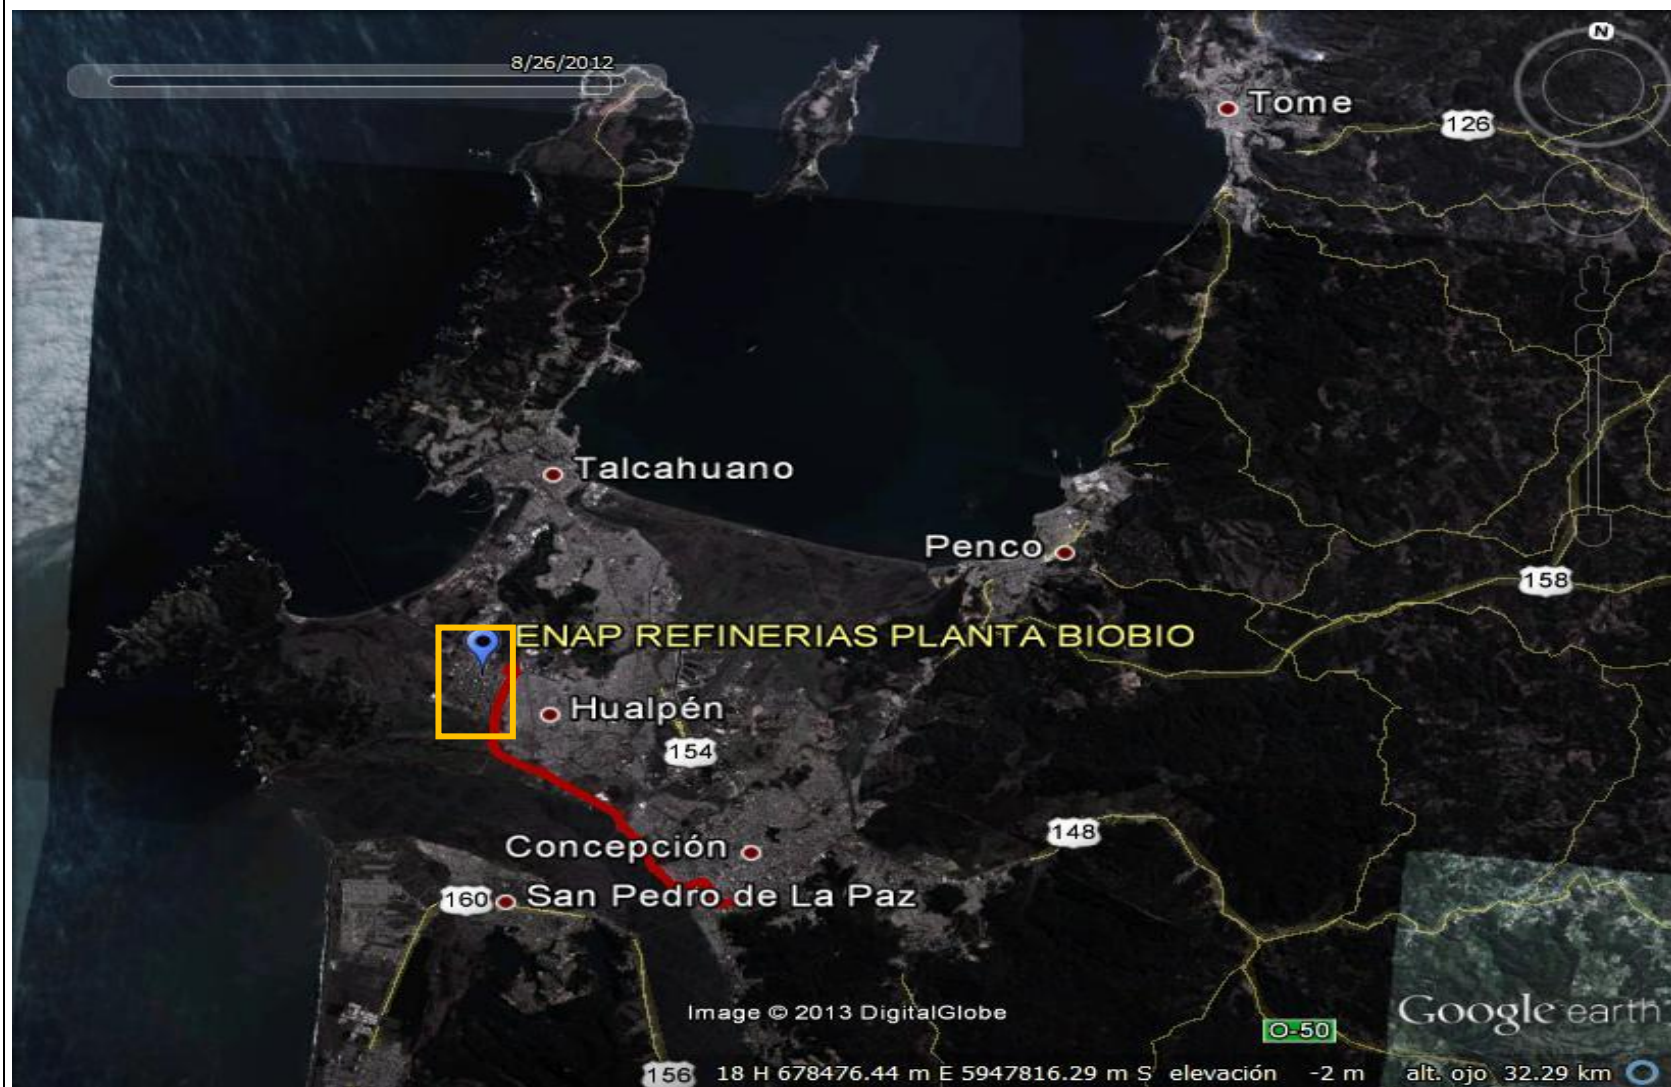 N
8/26/2012
Tome
126
Talcahuano
Penco
158
ENAP REFINERIAS PLANTA BIOBIO
Hualpén
154
148
Concepción
160
San Pedro de La Paz
Image © 2013 DigitalGlobe
Google earth
O-50
156
18 H 678476.44 m E 5947816.29 m S elevación -2 m alt. ojo 32.29 km